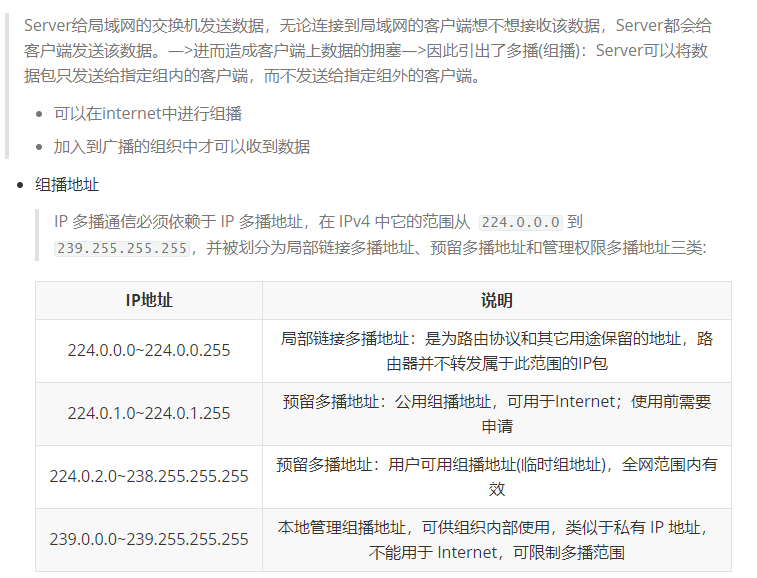 Server给局域网的交换机发送数据，无论连接到局域网的客户端想不想接收该数据，Server都会给
客户端发送该数据。—>进而造成客户端上数据的拥塞—>因此引出了多播(组播)：Server可以将数
据包只发送给指定组内的客户端，而不发送给指定组外的客户端。
可以在internet中进行组播
加入到广播的组织中才可以收到数据
组播地址
IP 多播通信必须依赖于 IP 多播地址，在 IPv4 中它的范围从 224.0.0.0 到
239.255.255.255，并被划分为局部链接多播地址、预留多播地址和管理权限多播地址三类:
IP地址 说明
224.0.0.0~224.0.0.255 局部链接多播地址：是为路由协议和其它用途保留的地址，路
由器并不转发属于此范围的IP包
224.0.1.0~224.0.1.255 预留多播地址：公用组播地址，可用于Internet；使用前需要
申请
224.0.2.0~238.255.255.255 预留多播地址：用户可用组播地址(临时组地址)，全网范围内有
效
239.0.0.0~239.255.255.255 本地管理组播地址，可供组织内部使用，类似于私有 IP 地址，
不能用于 Internet，可限制多播范围